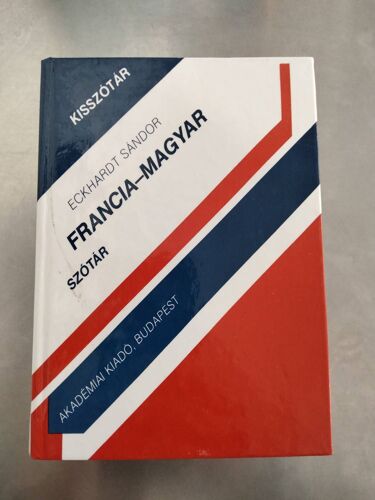 KISSZÓTÁR
ECKHARDT SÁNDOR
FRANCIA–MAGYAR
SZÓTÁR
AKADÉMIAI KIADÓ, BUDAPEST